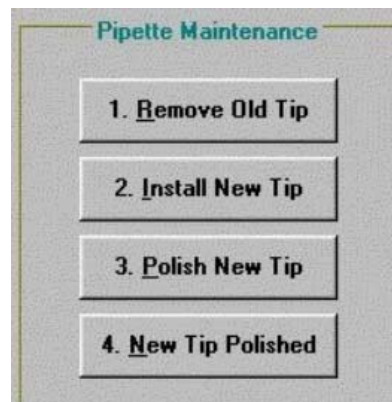 Pipette Maintenance
1. Remove Old Tip
2. Install New Tip
3. Polish New Tip
4. New Tip Polished